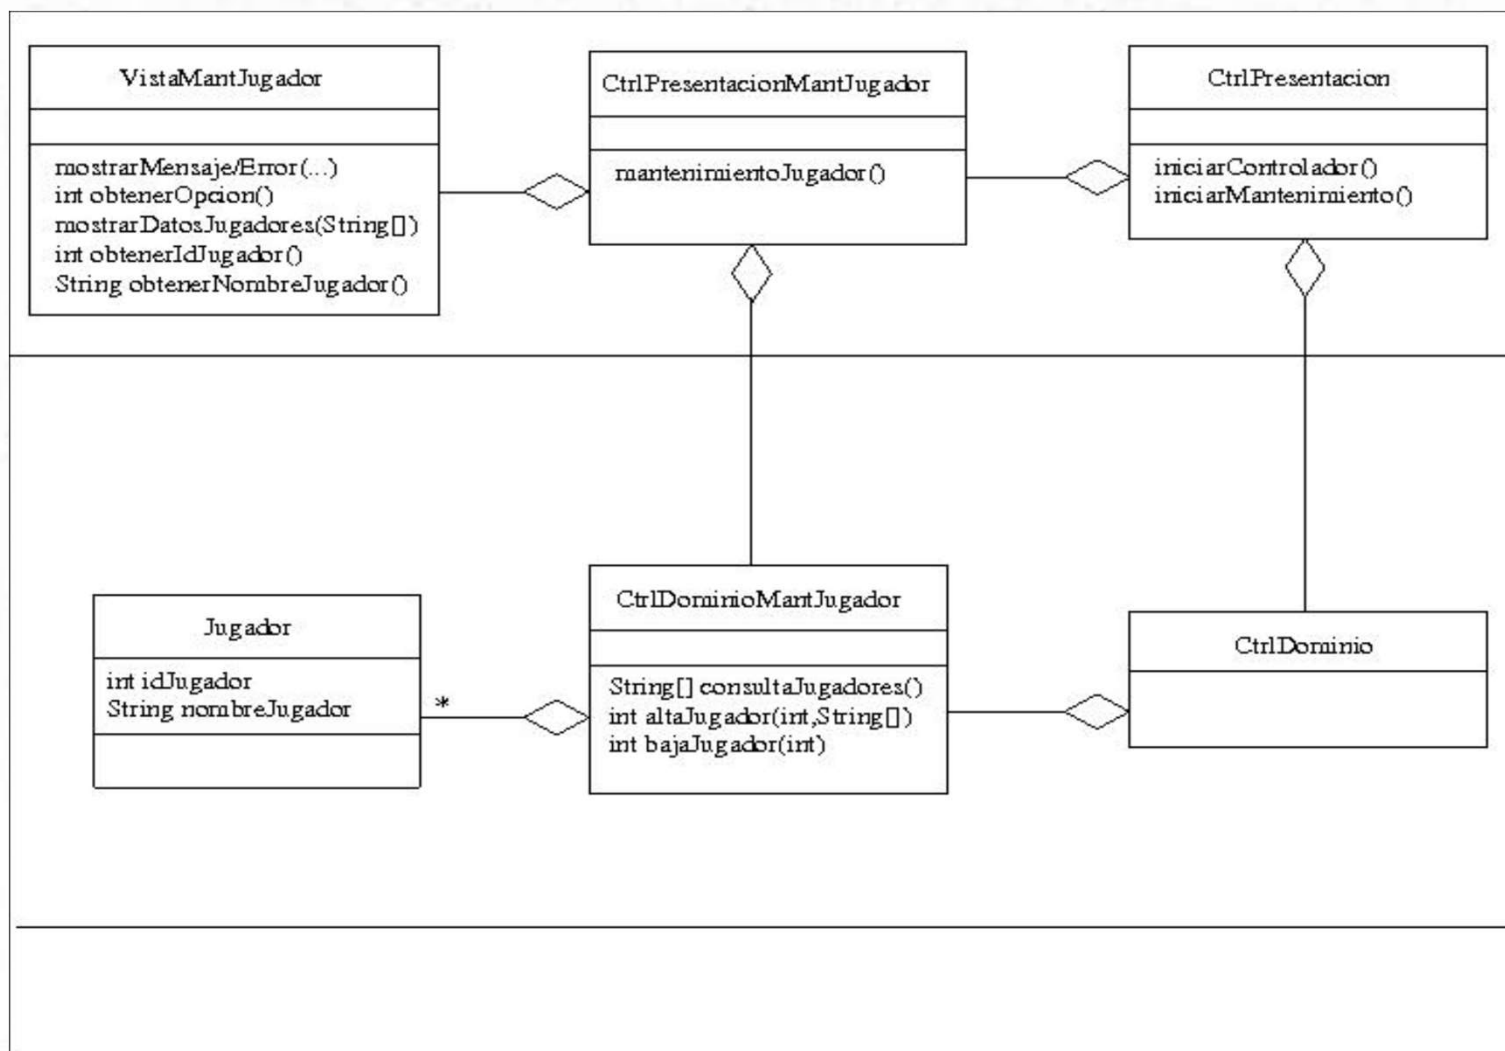 VistaMantJugador
mostrarMensaje/Error(...)
int obtenerOpcion()
mostrarDatosJugadores(String[])
int obtenerIdJugador()
String obtenerNombreJugador()
CtrlPresentacionMantJugador
mantenimientoJugador()
CtrlPresentacion
iniciarControlador()
iniciarMantenimiento()
Jugador
int idJugador
String nombreJugador
*
CtrlDominioMantJugador
String[] consultaJugadores()
int altaJugador(int,String[])
int bajaJugador(int)
CtrlDominio